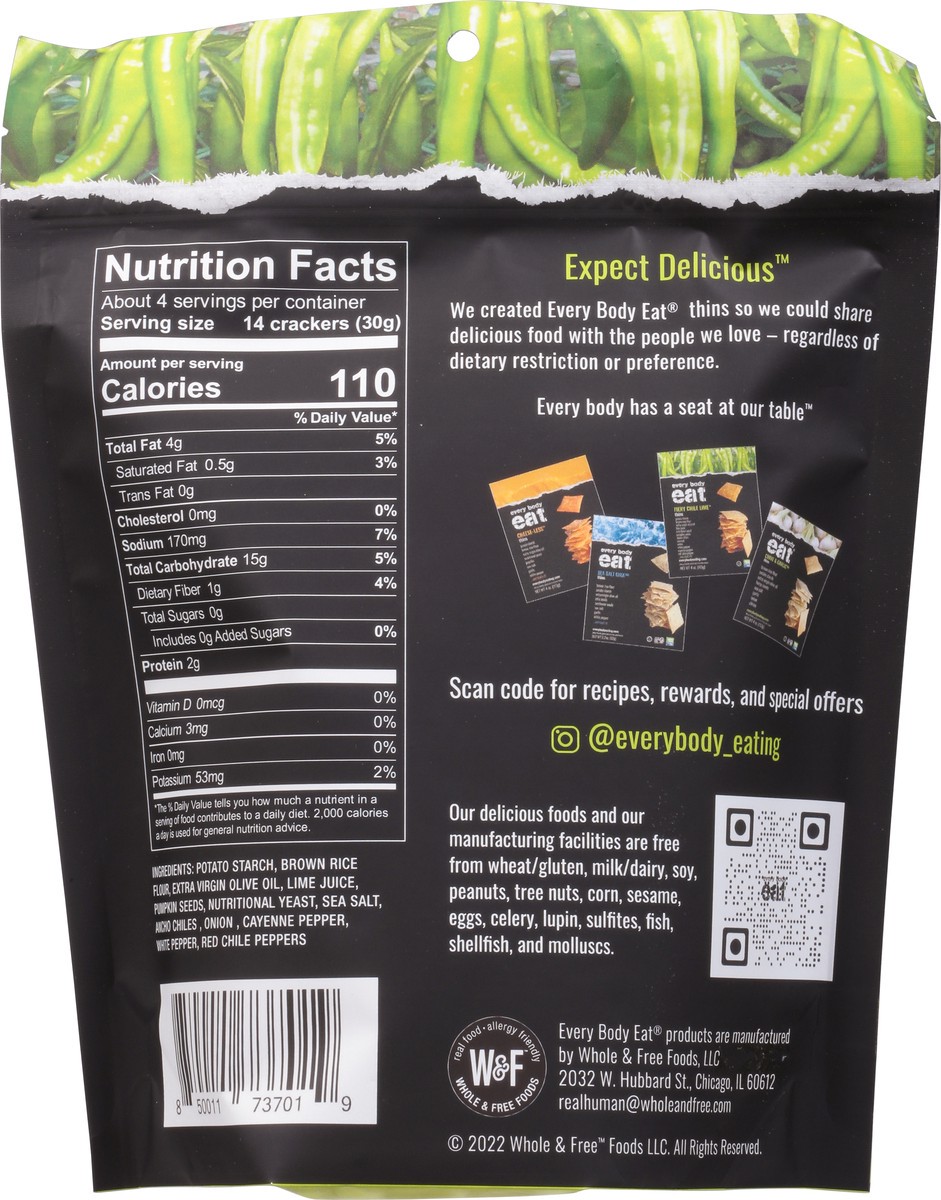 Nutrition Facts
About 4 servings per container
Serving size 14 crackers (30g)
Amount per serving
Calories 110
% Daily Value*
Total Fat 4g 5%
Saturated Fat 0.5g 3%
Trans Fat 0g
Cholesterol 0mg 0%
Sodium 170mg 7%
Total Carbohydrate 15g 5%
Dietary Fiber 1g 4%
Total Sugars 0g
Includes 0g Added Sugars 0%
Protein 2g
Vitamin D 0mcg 0%
Calcium 3mg 0%
Iron 0mg 0%
Potassium 53mg 2%
*The % Daily Value tells you how much a nutrient in a
serving of food contributes to a daily diet. 2,000 calories
a day is used for general nutrition advice.
INGREDIENTS: POTATO STARCH, BROWN RICE
FLOUR, EXTRA VIRGIN OLIVE OIL, LIME JUICE,
PUMPKIN SEEDS, NUTRITIONAL YEAST, SEA SALT,
ANCHO CHILES , ONION , CAYENNE PEPPER,
WHITE PEPPER, RED CHILE PEPPERS
8 50011 73701 9
Expect Delicious™
We created Every Body Eat® thins so we could share
delicious food with the people we love – regardless of
dietary restriction or preference.
Every body has a seat at our table™
every body
eat
CHEESE-LESS™
thins
every body
eat
SEA SALT
thins
every body
eat
FIERY CHILE LIME™
thins
every body
eat
thins
Scan code for recipes, rewards, and special offers
@everybody_eating
Our delicious foods and our
manufacturing facilities are free
from wheat/gluten, milk/dairy, soy,
peanuts, tree nuts, corn, sesame,
eggs, celery, lupin, sulfites, fish,
shellfish, and molluscs.
eat
real food · allergy friendly
W&F
WHOLE & FREE FOODS
Every Body Eat® products are manufactured
by Whole & Free Foods, LLC
2032 W. Hubbard St., Chicago, IL 60612
realhuman@wholeandfree.com
© 2022 Whole & Free™ Foods LLC. All Rights Reserved.